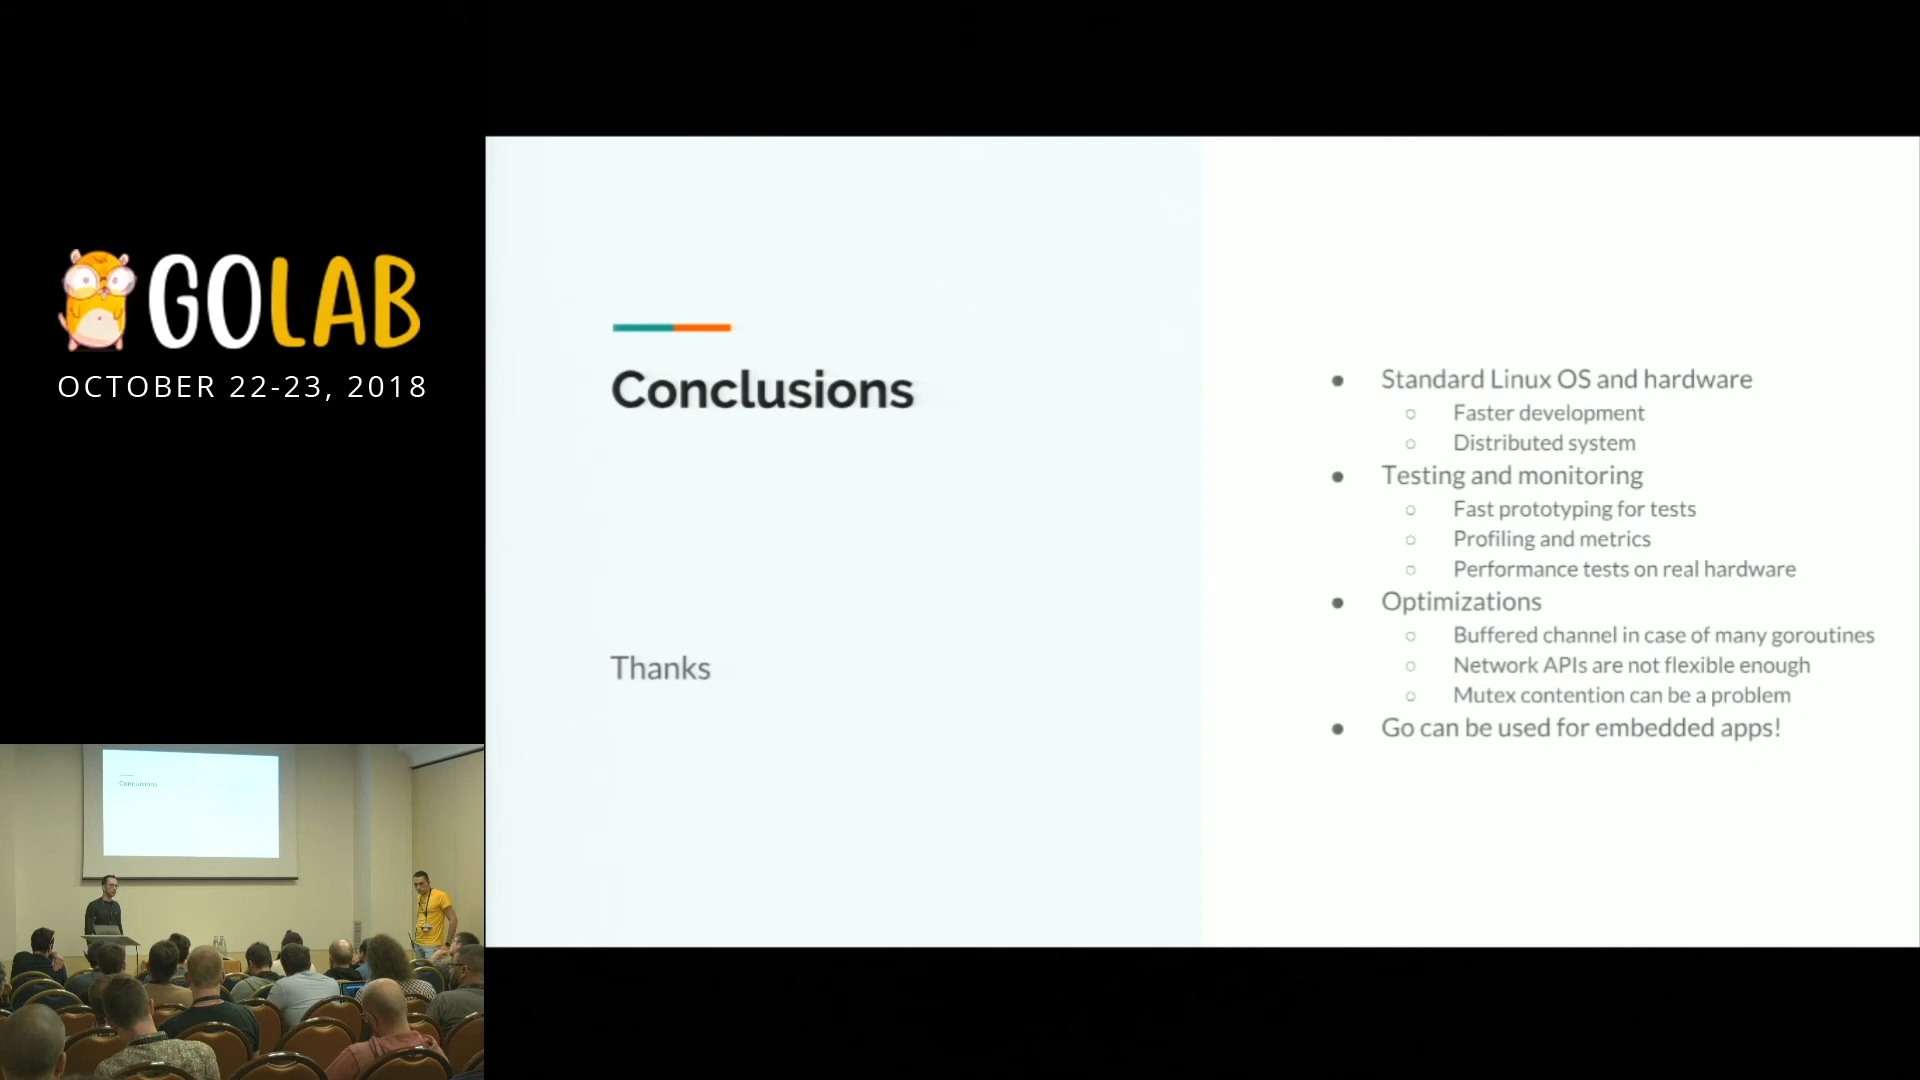 GOLAB
OCTOBER 22-23, 2018
Conclusions
Thanks
● Standard Linux OS and hardware
○ Faster development
○ Distributed system
● Testing and monitoring
○ Fast prototyping for tests
○ Profiling and metrics
○ Performance tests on real hardware
● Optimizations
○ Buffered channel in case of many goroutines
○ Network APIs are not flexible enough
○ Mutex contention can be a problem
● Go can be used for embedded apps!
Conclusions